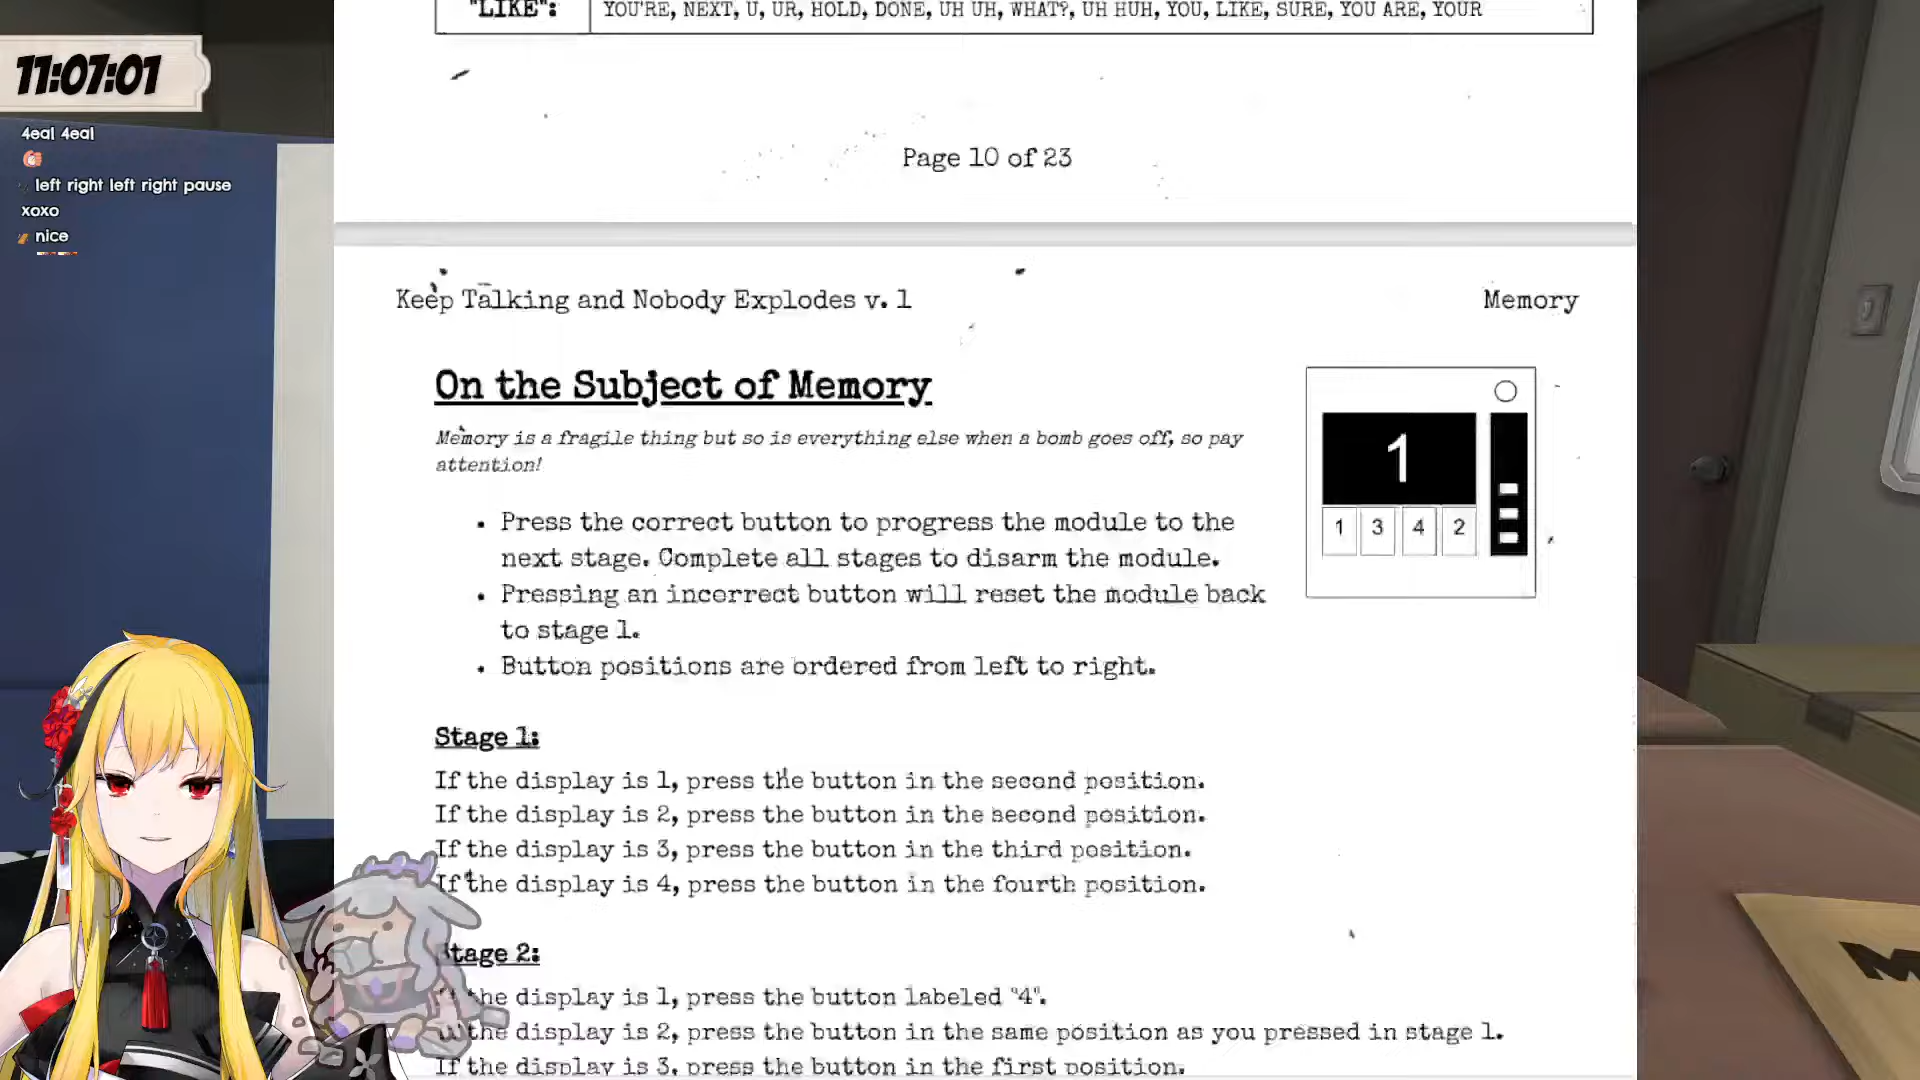 "LIKE": YOU'RE, NEXT, U, UR, HOLD, DONE, UH UH, WHAT?, UH HUH, YOU, LIKE, SURE, YOU ARE, YOUR
11:07:01
4eal 4eal
left right left right pause
xoxo
nice
Page 10 of 23
Keep Talking and Nobody Explodes v. 1
Memory
On the Subject of Memory
Memory is a fragile thing but so is everything else when a bomb goes off, so pay
attention!
1
1 3 4 2
• Press the correct button to progress the module to the
next stage. Complete all stages to disarm the module.
• Pressing an incorrect button will reset the module back
to stage 1.
• Button positions are ordered from left to right.
Stage 1:
If the display is 1, press the button in the second position.
If the display is 2, press the button in the second position.
If the display is 3, press the button in the third position.
If the display is 4, press the button in the fourth position.
Stage 2:
the display is 1, press the button labeled "4".
the display is 2, press the button in the same position as you pressed in stage 1.
If the display is 3, press the button in the first position.